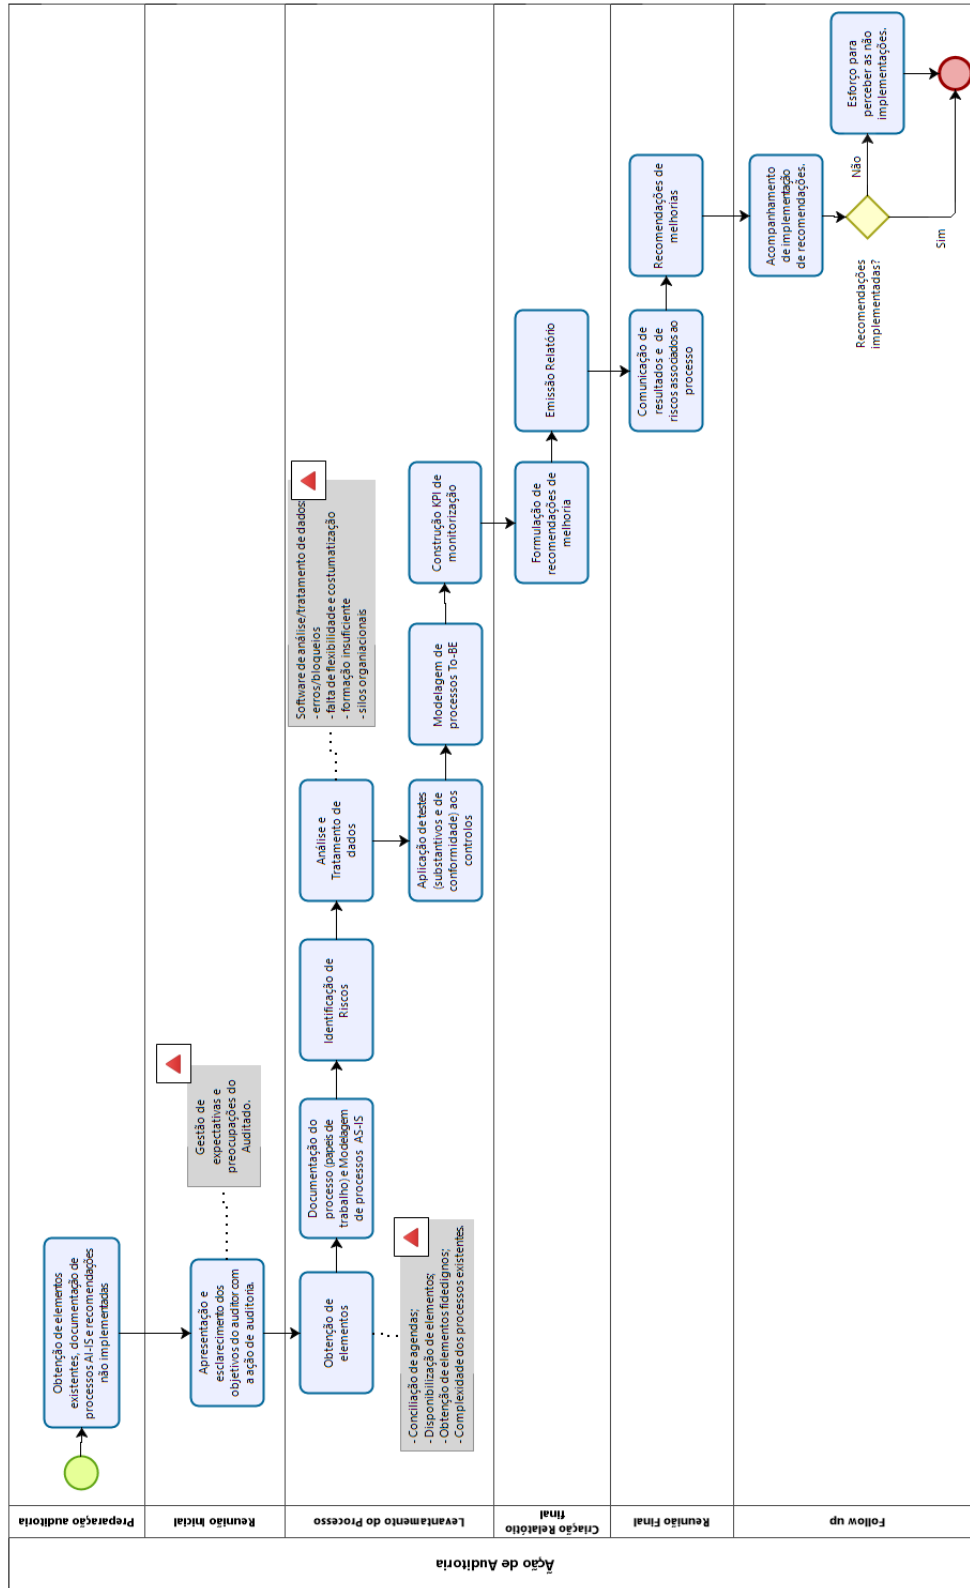 Ação de Auditoria
Preparação auditoria
Obtenção de elementos
existentes, documentação de
processos AI-IS e recomendações
não implementadas
Reunião Inicial
Apresentação e
esclarecimento dos
objetivos do auditor com
a ação de auditoria.
Gestão de
expectativas e
preocupações do
Auditado.
Levantamento do Processo
Obtenção de
elementos
- Conciliação de agendas;
- Disponibilização de elementos;
- Obtenção de elementos fidedignos;
- Complexidade dos processos existentes.
Documentação do
processo (papeis de
trabalho) e Modelagem
de processos AS-IS
Identificação de
Riscos
Análise e
Tratamento de
dados
Software de análise/tratamento de dados:
- erros/bloqueios
- falta de flexibilidade e costumatização
- formação insuficiente
- silos organiacionais
Aplicação de testes
(substantivos e de
conformidade) aos
controlos
Modelagem de
processos To-BE
Construção KPI de
monitorização
Criação Relatótio
final
Formulação de
recomendações de
melhoria
Emissão Relatório
Reunião Final
Comunicação de
resultados e de
riscos associados ao
processo
Recomendações de
melhorias
Follow up
Acompanhamento
de implementação
de recomendações.
Recomendações
implementadas?
Não
Sim
Esforço para
perceber as não
implementações.